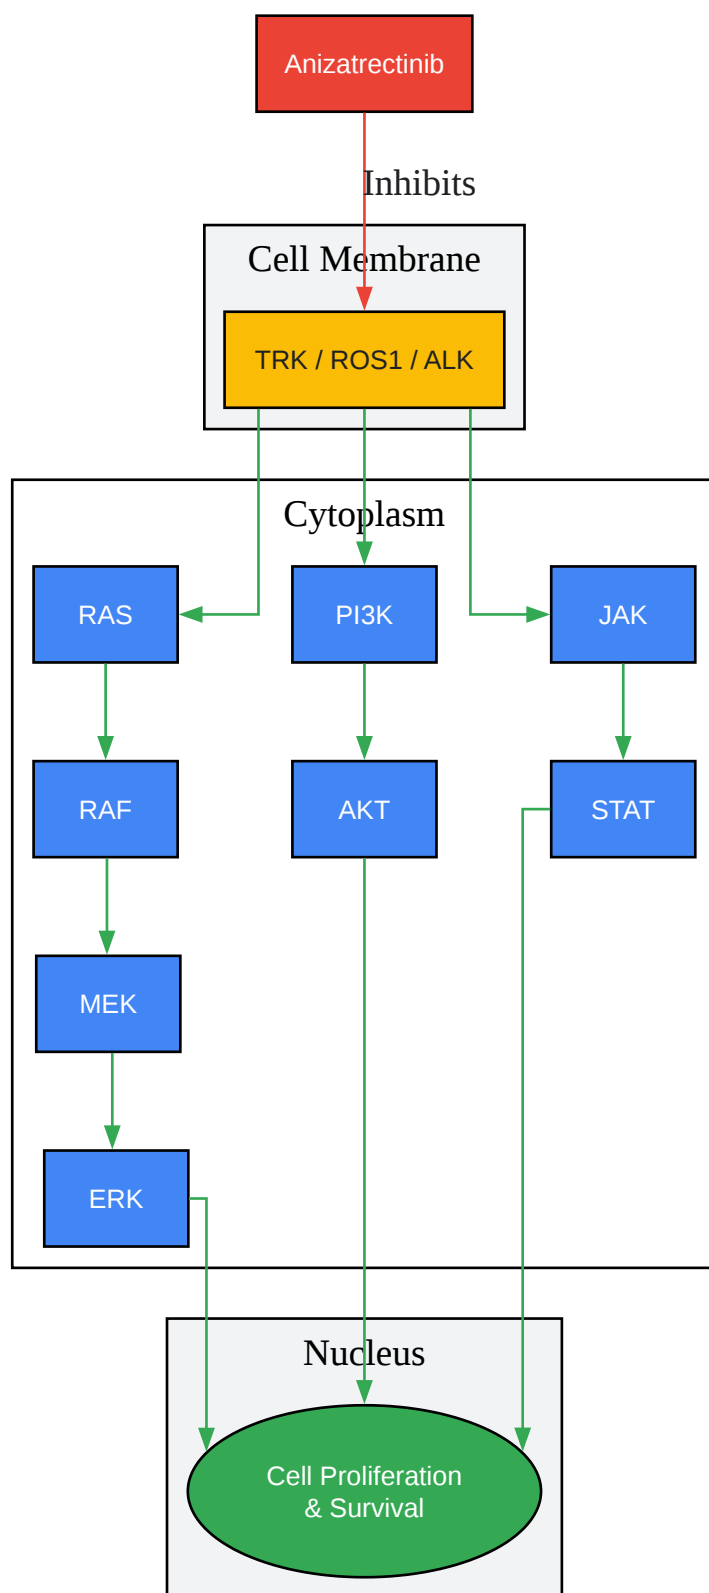 Anizatrectinib
Inhibits
Cell Membrane
TRK / ROS1 / ALK
Cytoplasm
RAS
PI3K
JAK
RAF
AKT
STAT
MEK
ERK
Nucleus
Cell Proliferation
& Survival